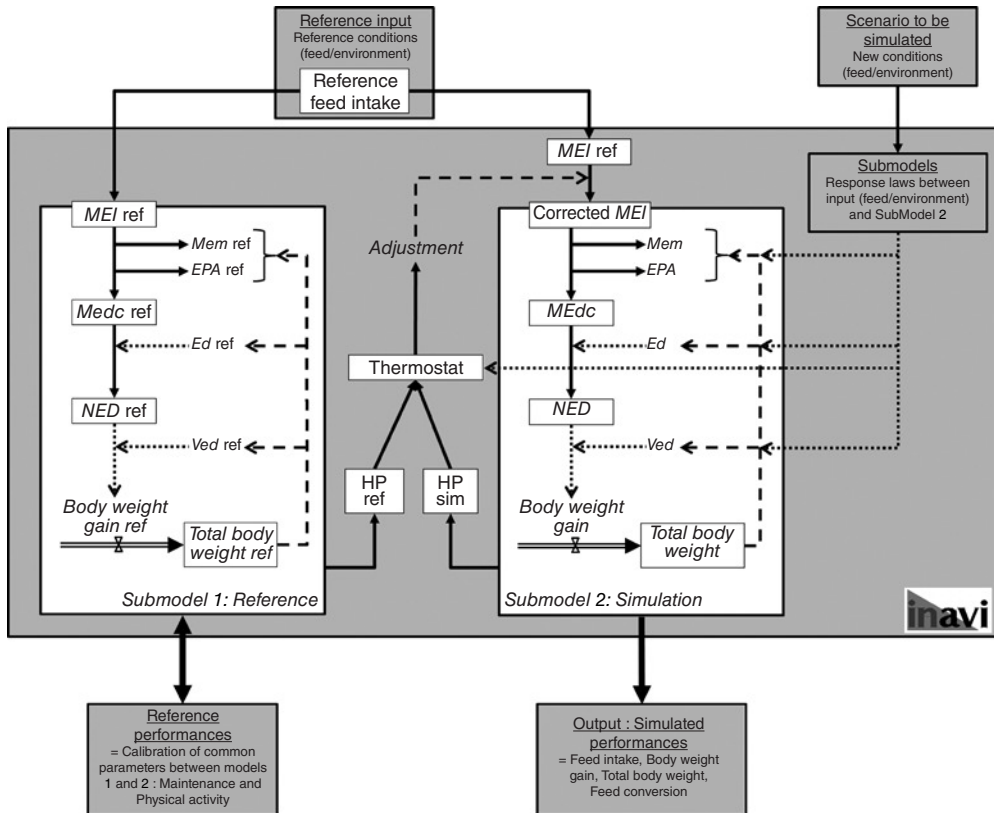 Reference input
Reference conditions
(feed/environment)
Reference
feed intake
Scenario to be
simulated
New conditions
(feed/environment)
MEI ref
Submodels
Response laws between
input (feed/environment)
and SubModel 2
MEI ref
Mem ref
EPA ref
Medc ref
Ed ref
NED ref
Ved ref
Body weight
gain ref
Total body
weight ref
Submodel 1: Reference
Adjustment
Thermostat
HP
ref
HP
sim
Corrected MEI
Mem
EPA
MEdc
Ed
NED
Ved
Body weight
gain
Total body
weight
Submodel 2: Simulation
inavi
Reference
performances
= Calibration of common
parameters between models
1 and 2 : Maintenance and
Physical activity
Output : Simulated
performances
= Feed intake, Body weight
gain, Total body weight,
Feed conversion